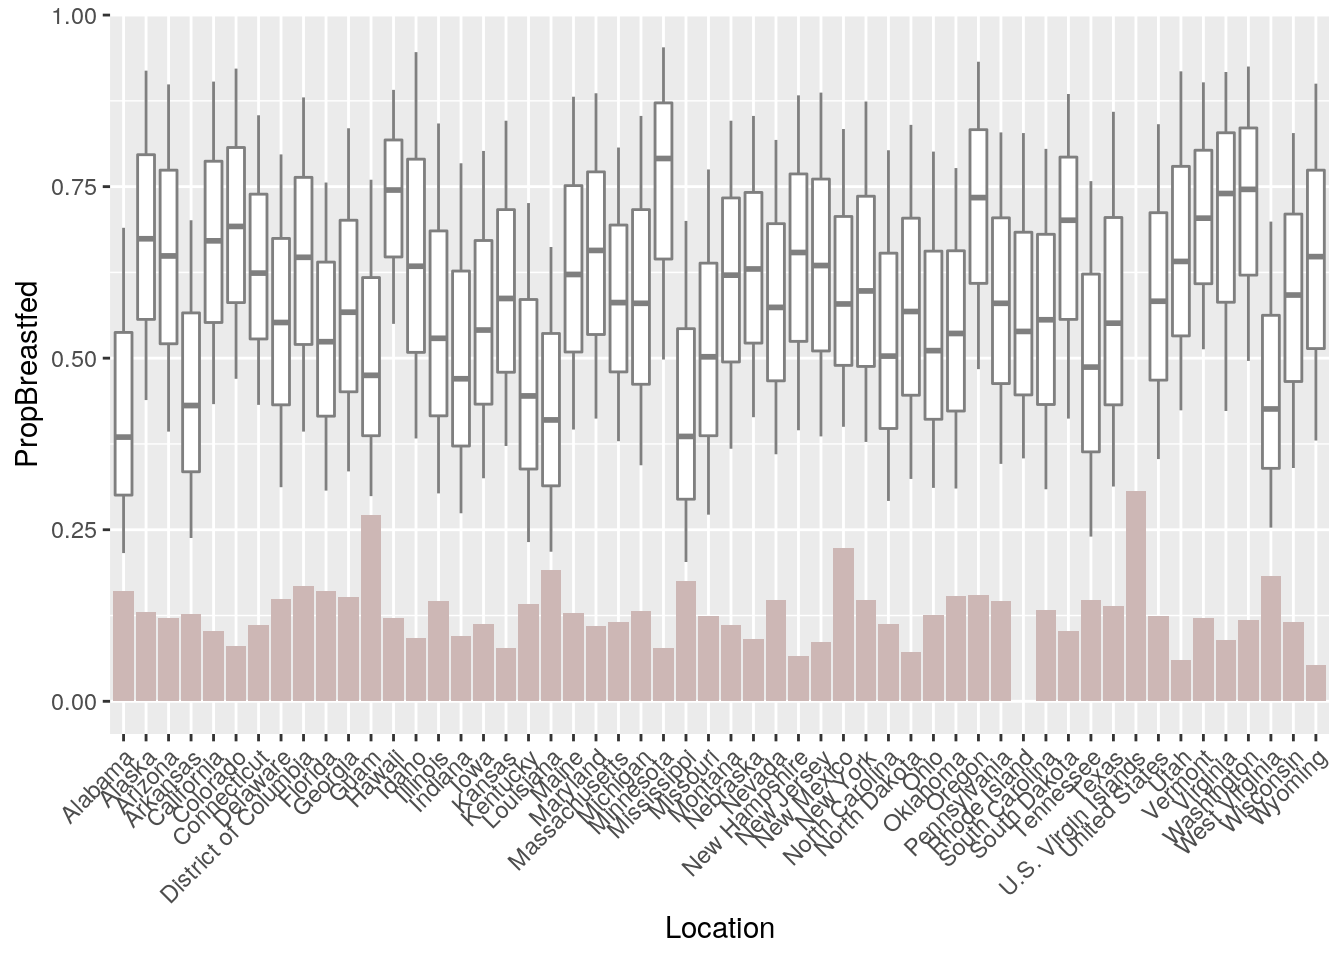 1.00
0.75
0.50
0.25
0.00
PropBreastfed
Alabama
Alaska
Arizona
Arkansas
California
Colorado
Connecticut
Delaware
District of Columbia
Florida
Georgia
Guam
Hawaii
Idaho
Illinois
Indiana
Iowa
Kansas
Kentucky
Louisiana
Maine
Maryland
Massachusetts
Michigan
Minnesota
Mississippi
Missouri
Montana
Nebraska
Nevada
New Hampshire
New Jersey
New Mexico
New York
North Carolina
North Dakota
Ohio
Oklahoma
Oregon
Pennsylvania
Rhode Island
South Carolina
South Dakota
Tennessee
Texas
U.S. Virgin Islands
United States
Utah
Vermont
Virginia
Washington
West Virginia
Wisconsin
Wyoming
Location